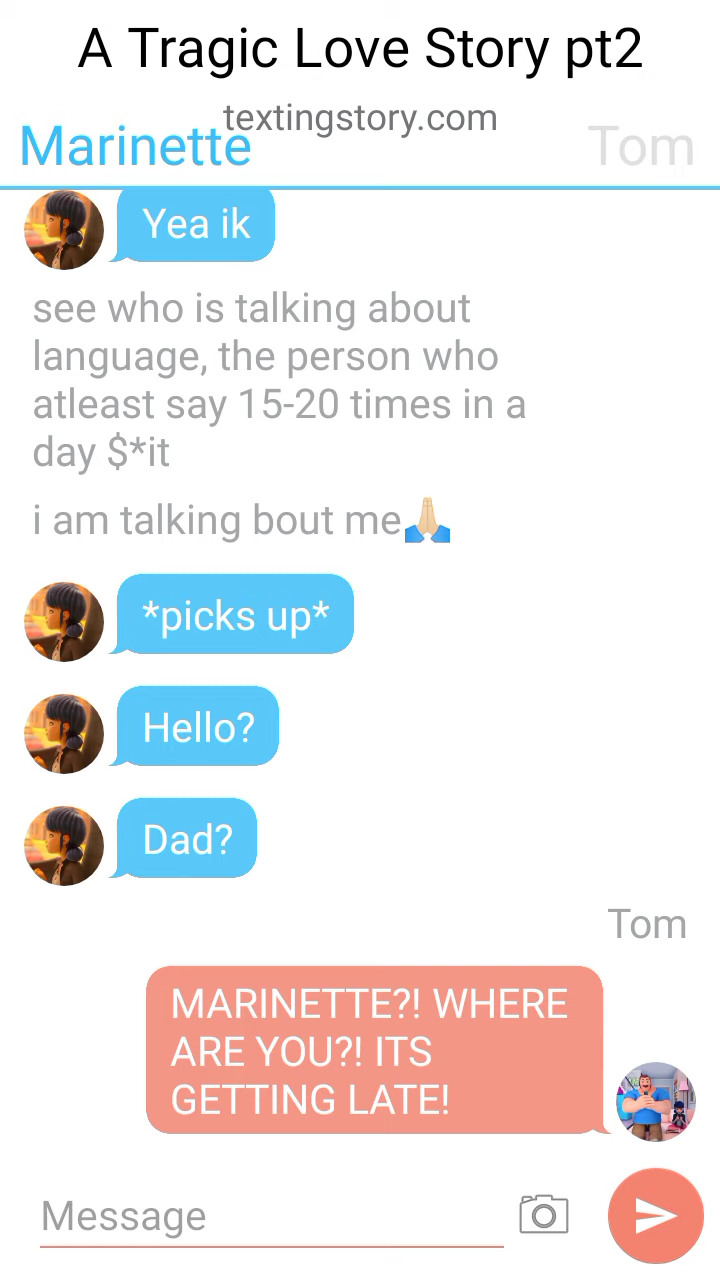 A Tragic Love Story pt2
textingstory.com
Marinette
Tom
Yea ik
see who is talking about
language, the person who
atleast say 15-20 times in a
day $*it
i am talking bout me🙏🏼
*picks up*
Hello?
Dad?
Tom
MARINETTE?! WHERE
ARE YOU?! ITS
GETTING LATE!
Message